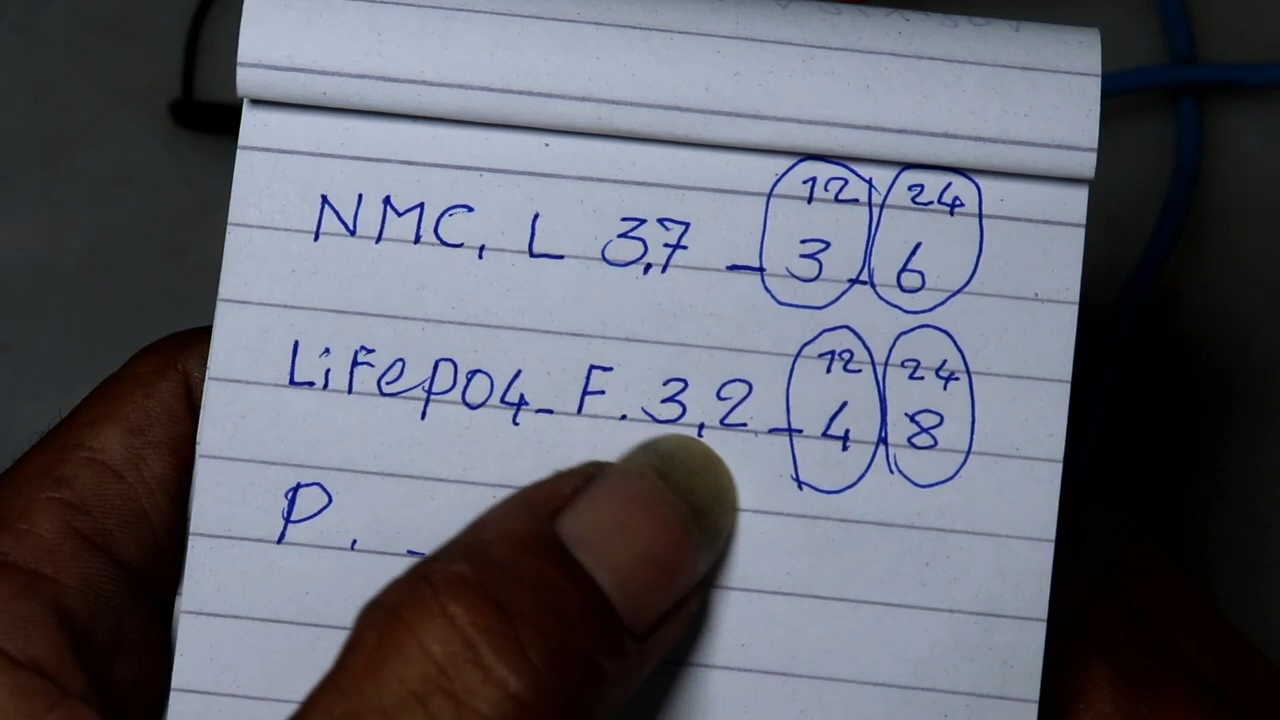 12 24
NMC, L 3,7 - 3 - 6
12 24
LiFePO4 - F. 3,2 - 4 8
P. -